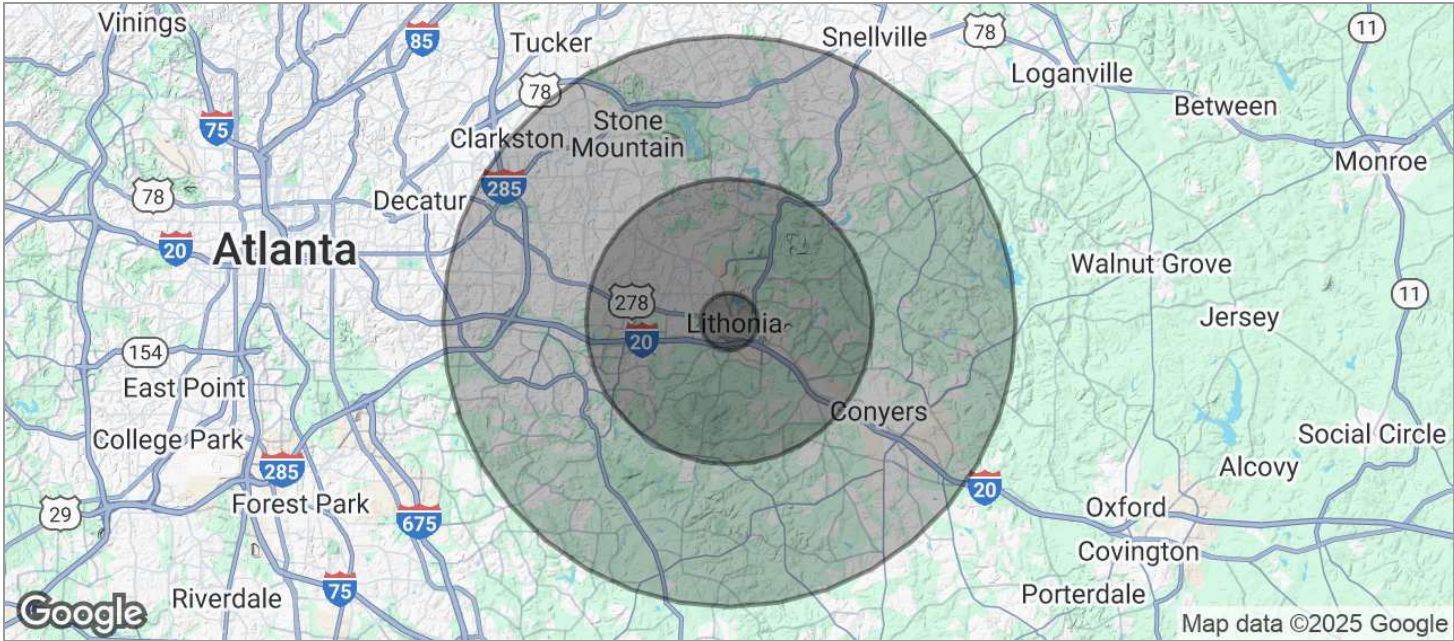 Vinings
85
Tucker
Snellville
78
11
78
Loganville
75
Between
Clarkston
Stone
Mountain
Monroe
78
Decatur
285
20
Atlanta
Walnut Grove
278
11
Lithonia
Jersey
20
154
East Point
Conyers
College Park
Social Circle
285
Alcovy
20
29
Forest Park
675
Oxford
Covington
75
Riverdale
Porterdale
Google
Map data ©2025 Google